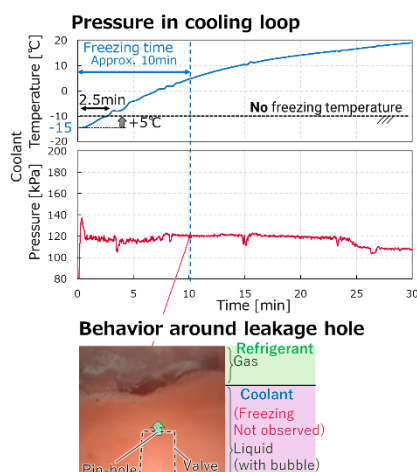 Pressure in cooling loop
20
Freezing time
Approx. 10min
10
2.5min
0
No freezing temperature
-10
+5℃
-15
-20
Coolant
Temperature [℃]
200
180
160
140
120
100
80
Pressure [kPa]
0
5
10
15
20
25
30
Time [min]
Behavior around leakage hole
Refrigerant
Gas
Coolant
(Freezing
Not observed)
Liquid
(with bubble)
Pin-hole
Valve